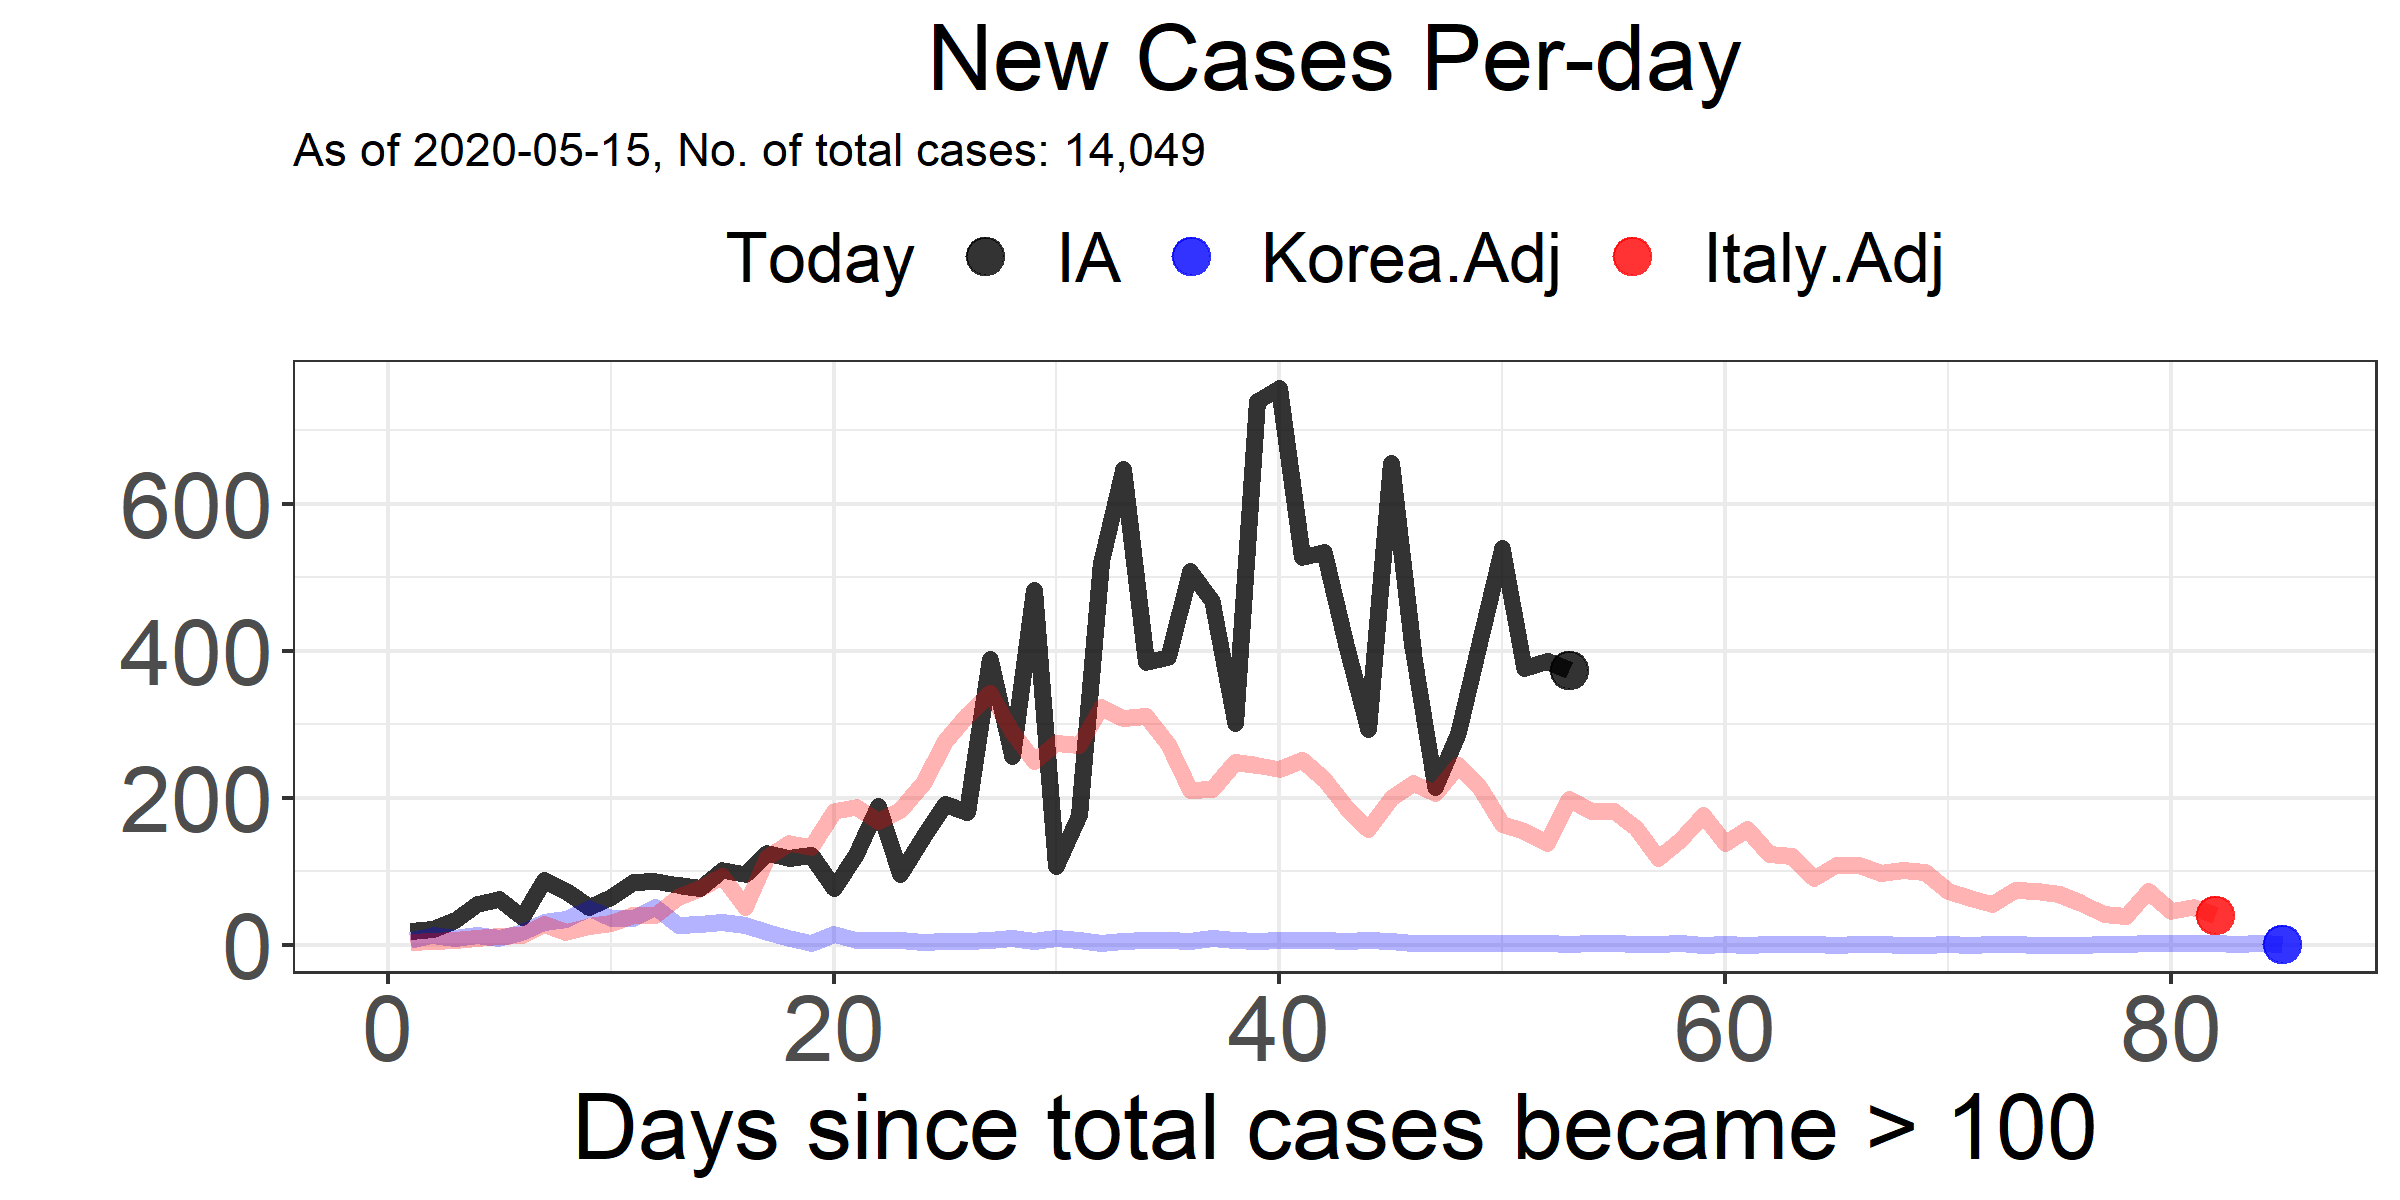 New Cases Per-day
As of 2020-05-15, No. of total cases: 14,049
Today IA Korea.Adj Italy.Adj
600
400
200
0
0 20 40 60 80
Days since total cases became > 100